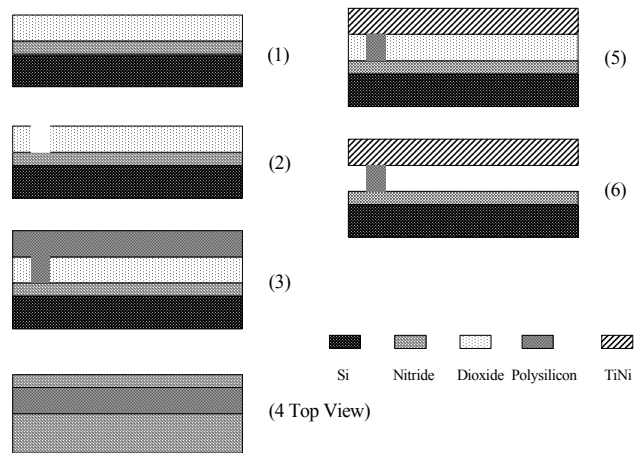 (1)
(2)
(3)
(4 Top View)
(5)
(6)
Si Nitride Dioxide Polysilicon TiNi